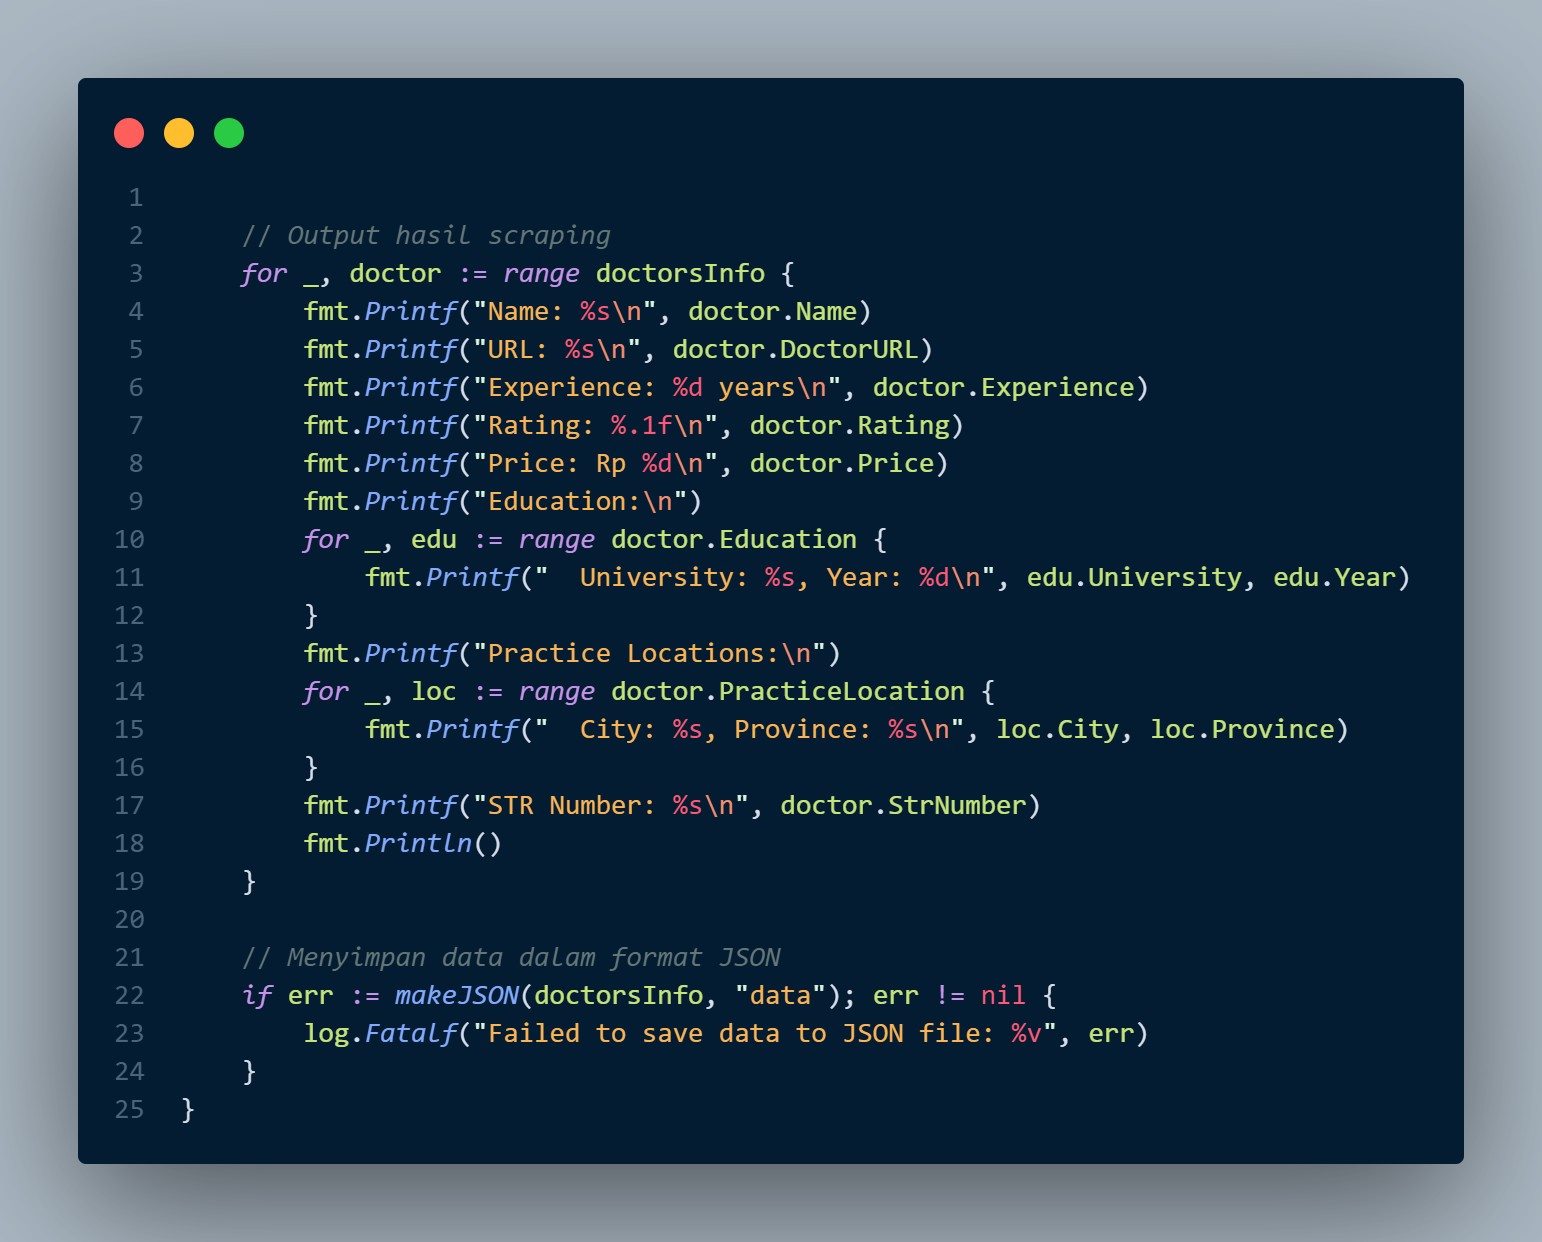 1
2     // Output hasil scraping
3     for _, doctor := range doctorsInfo {
4         fmt.Printf("Name: %s\n", doctor.Name)
5         fmt.Printf("URL: %s\n", doctor.DoctorURL)
6         fmt.Printf("Experience: %d years\n", doctor.Experience)
7         fmt.Printf("Rating: %.1f\n", doctor.Rating)
8         fmt.Printf("Price: Rp %d\n", doctor.Price)
9         fmt.Printf("Education:\n")
10         for _, edu := range doctor.Education {
11             fmt.Printf("  University: %s, Year: %d\n", edu.University, edu.Year)
12         }
13         fmt.Printf("Practice Locations:\n")
14         for _, loc := range doctor.PracticeLocation {
15             fmt.Printf("  City: %s, Province: %s\n", loc.City, loc.Province)
16         }
17         fmt.Printf("STR Number: %s\n", doctor.StrNumber)
18         fmt.Println()
19     }
20
21     // Menyimpan data dalam format JSON
22     if err := makeJSON(doctorsInfo, "data"); err != nil {
23         log.Fatalf("Failed to save data to JSON file: %v", err)
24     }
25 }